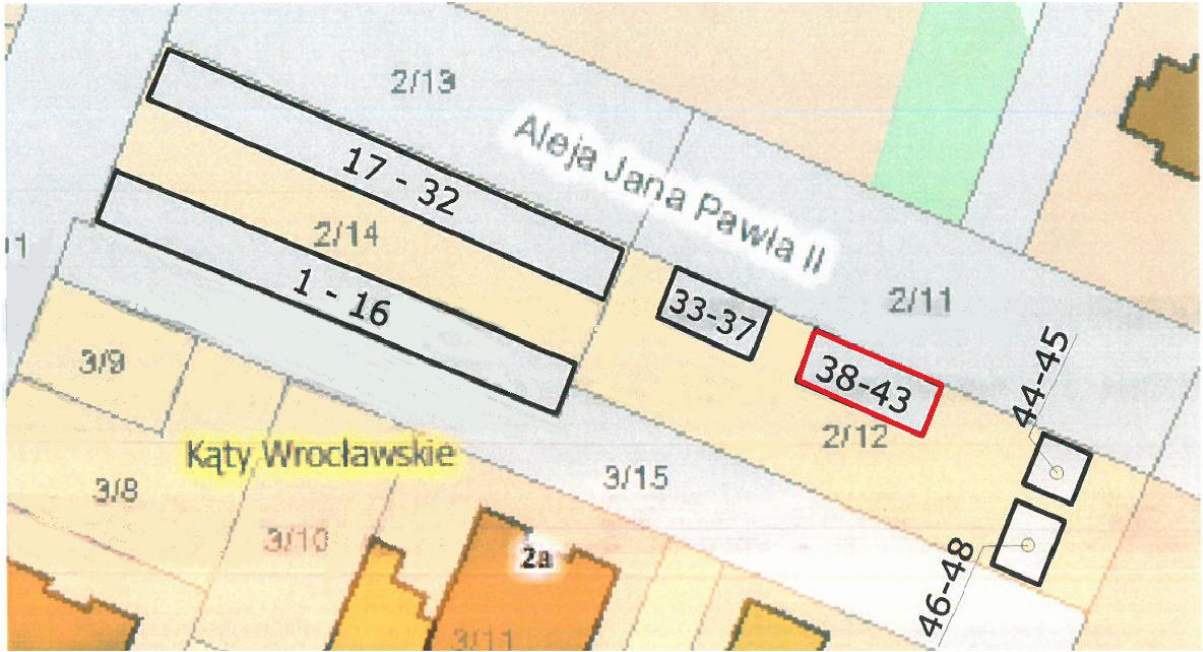 2/13
Aleja Jana Pawla II
17 - 32
2/14
1 - 16
33-37
2/11
3/9
38-43
44-45
2/12
Kąty Wrocławskie
3/8
3/15
3/10
2a
46-48
3/11